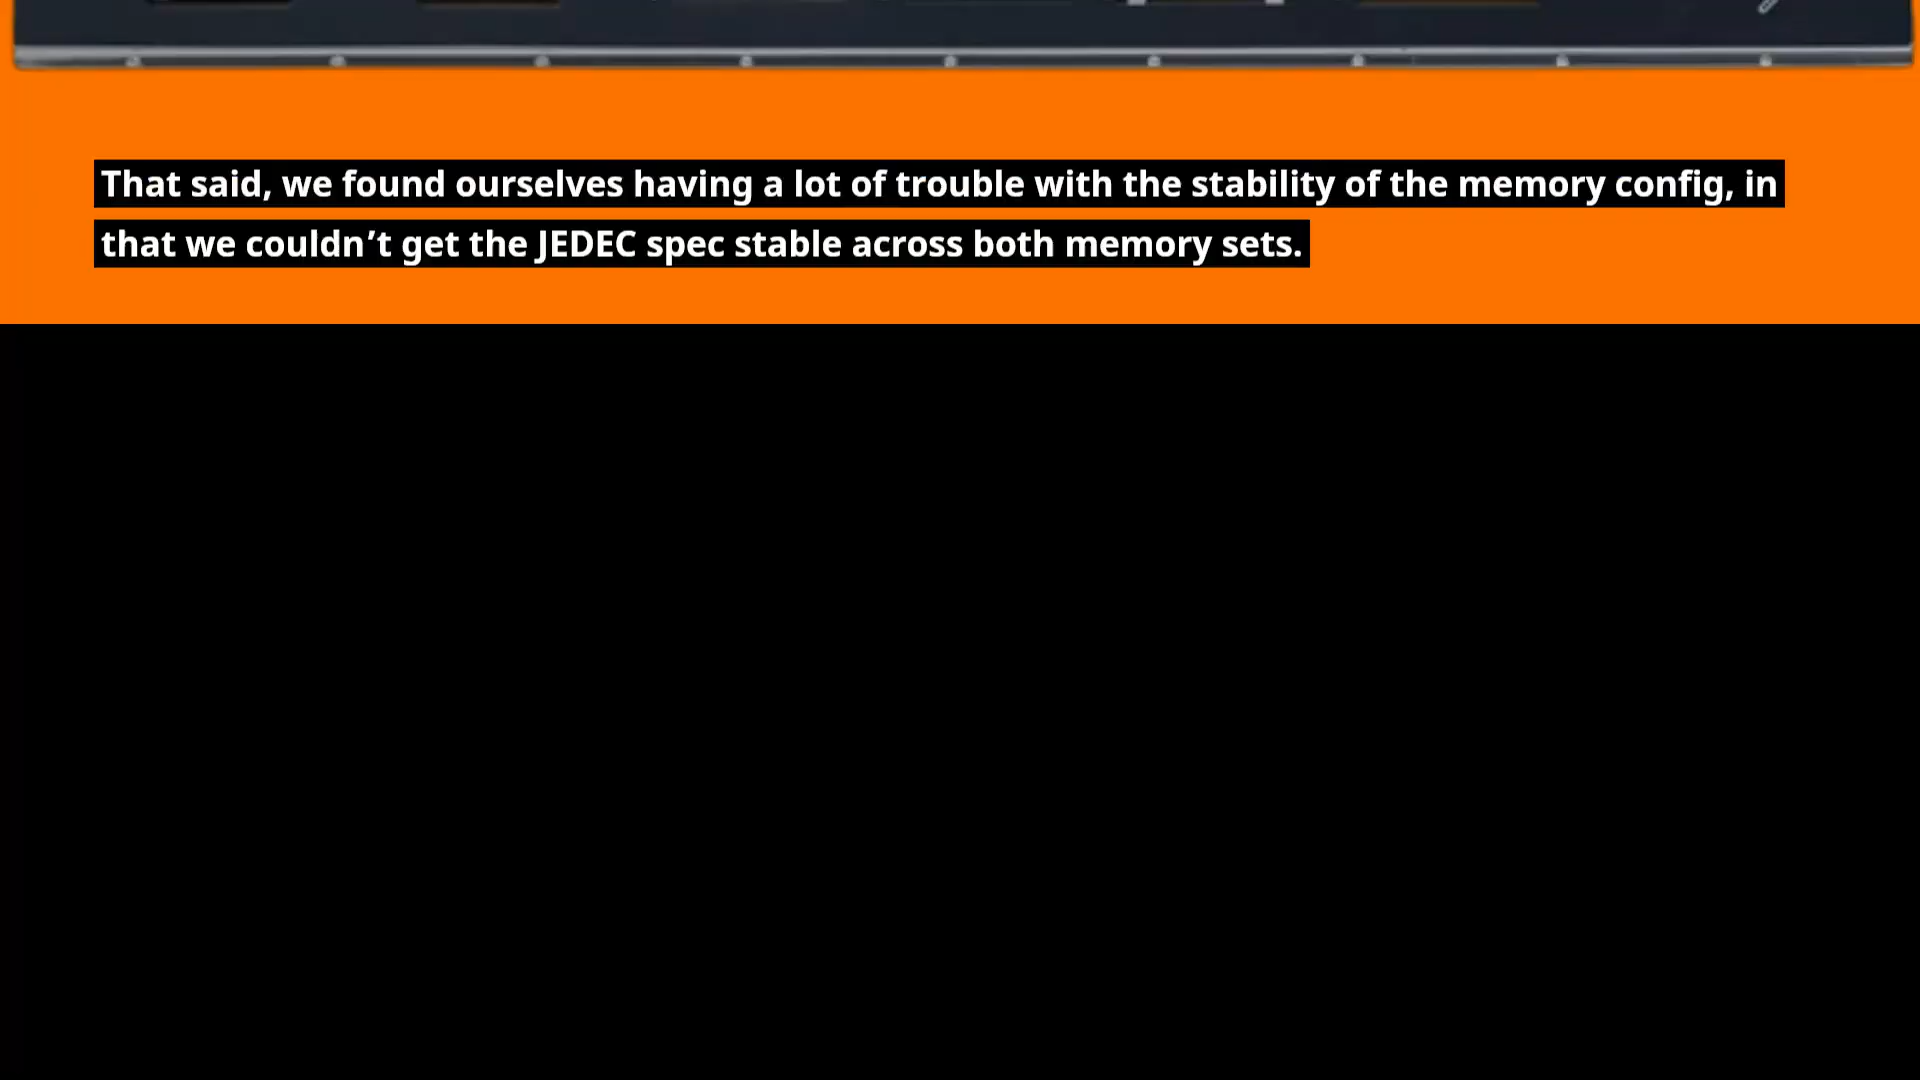 That said, we found ourselves having a lot of trouble with the stability of the memory config, in
that we couldn’t get the JEDEC spec stable across both memory sets.